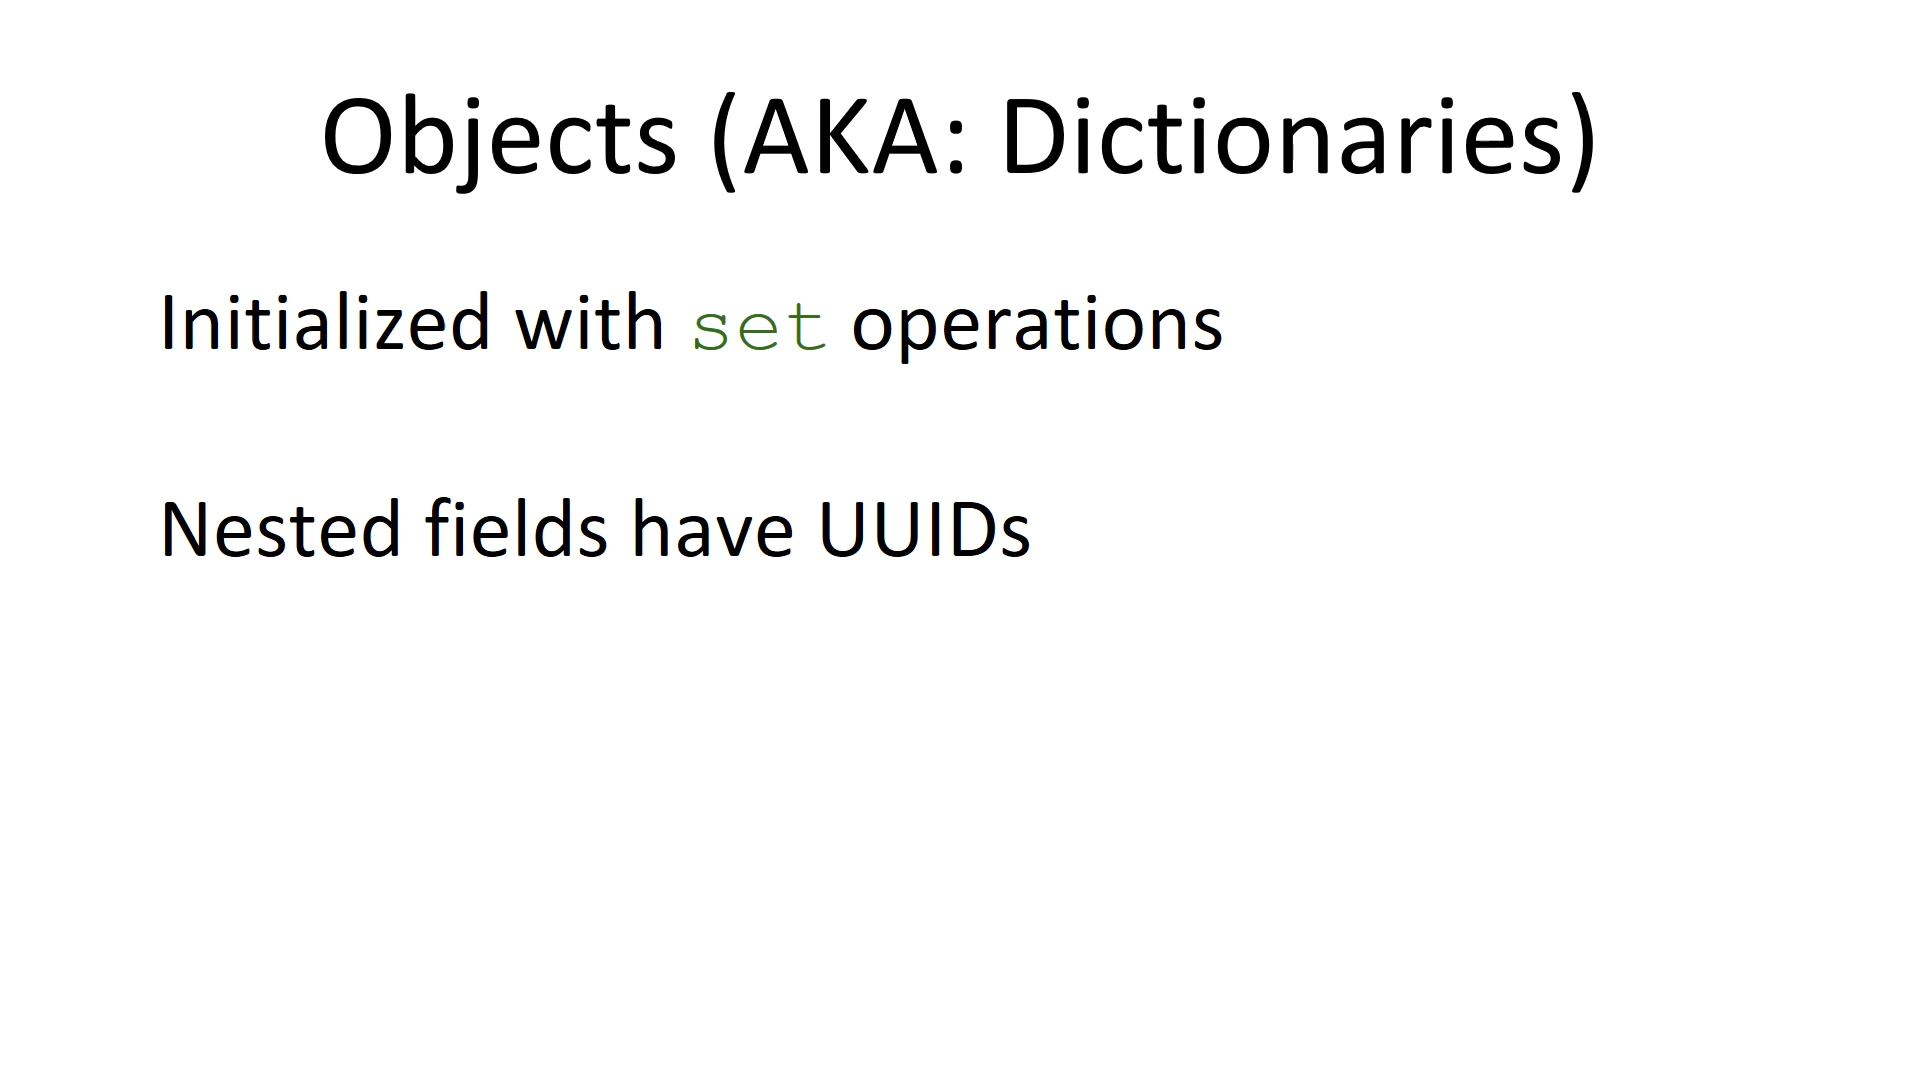 Objects (AKA: Dictionaries)
Initialized with set operations
Nested fields have UUIDs